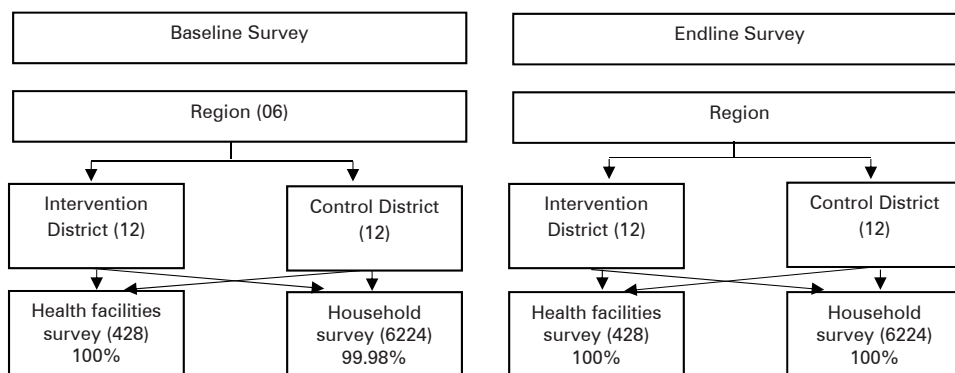 Baseline Survey
Region (06)
Intervention
District (12)
Control District
(12)
Health facilities
survey (428)
100%
Household
survey (6224)
99.98%
Endline Survey
Region
Intervention
District (12)
Control District
(12)
Health facilities
survey (428)
100%
Household
survey (6224)
100%